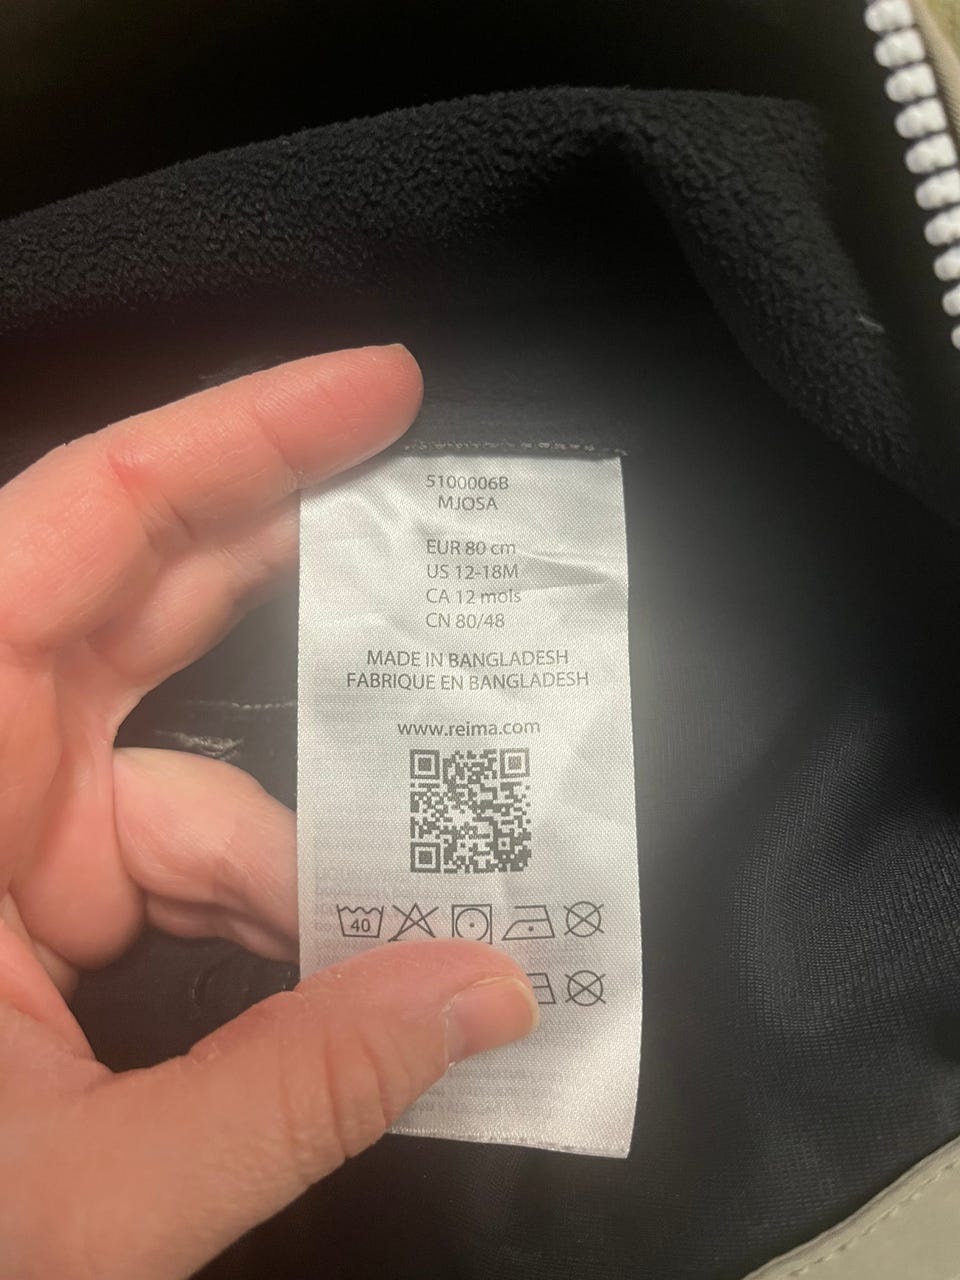 5100006B
MJOSA
EUR 80 cm
US 12-18M
CA 12 mols
CN 80/48
MADE IN BANGLADESH
FABRIQUE EN BANGLADESH
www.reima.com
40